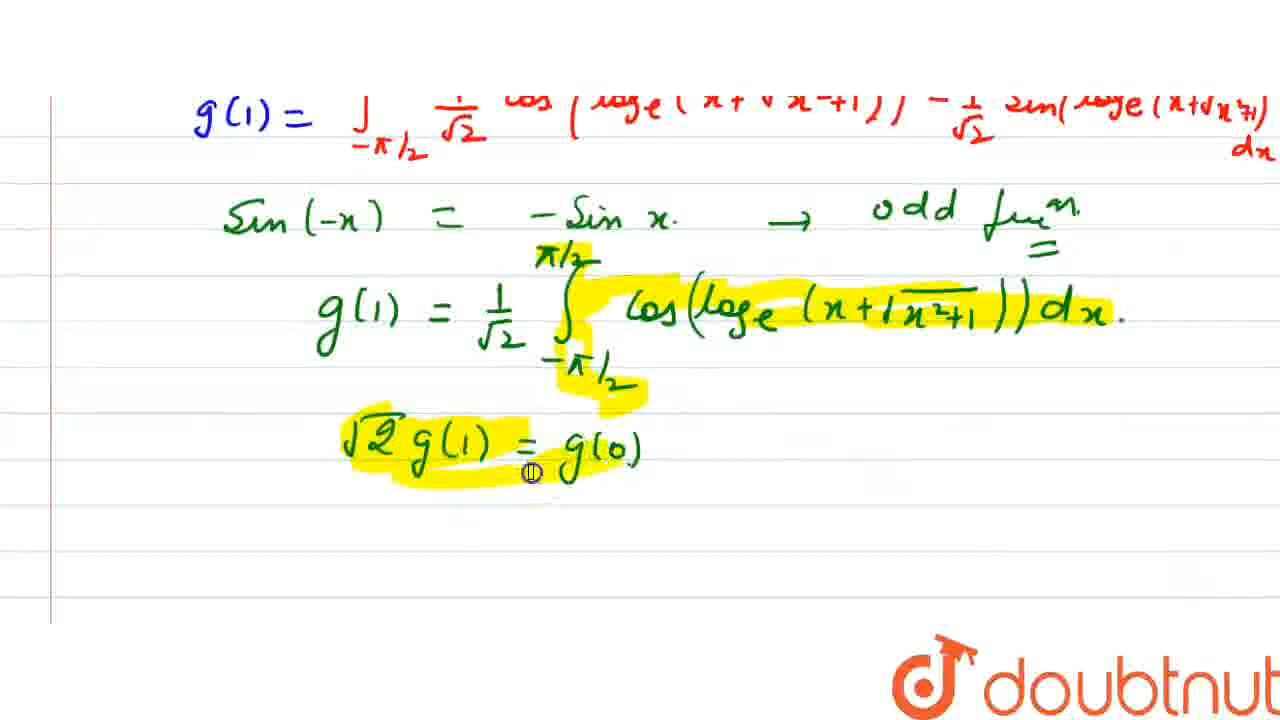 g(1) = ∫ -π/2 1/√2 cos(loge(x+√x²+1)) - 1/√2 sin(loge(x+√x²+1)
dx
Sin(-x) = -Sin x. → odd funⁿ.
g(1) = 1/√2 ∫ -π/2 π/2 cos(loge(x+√x²+1))dx.
√2 g(1) = g(0)
doubtnut